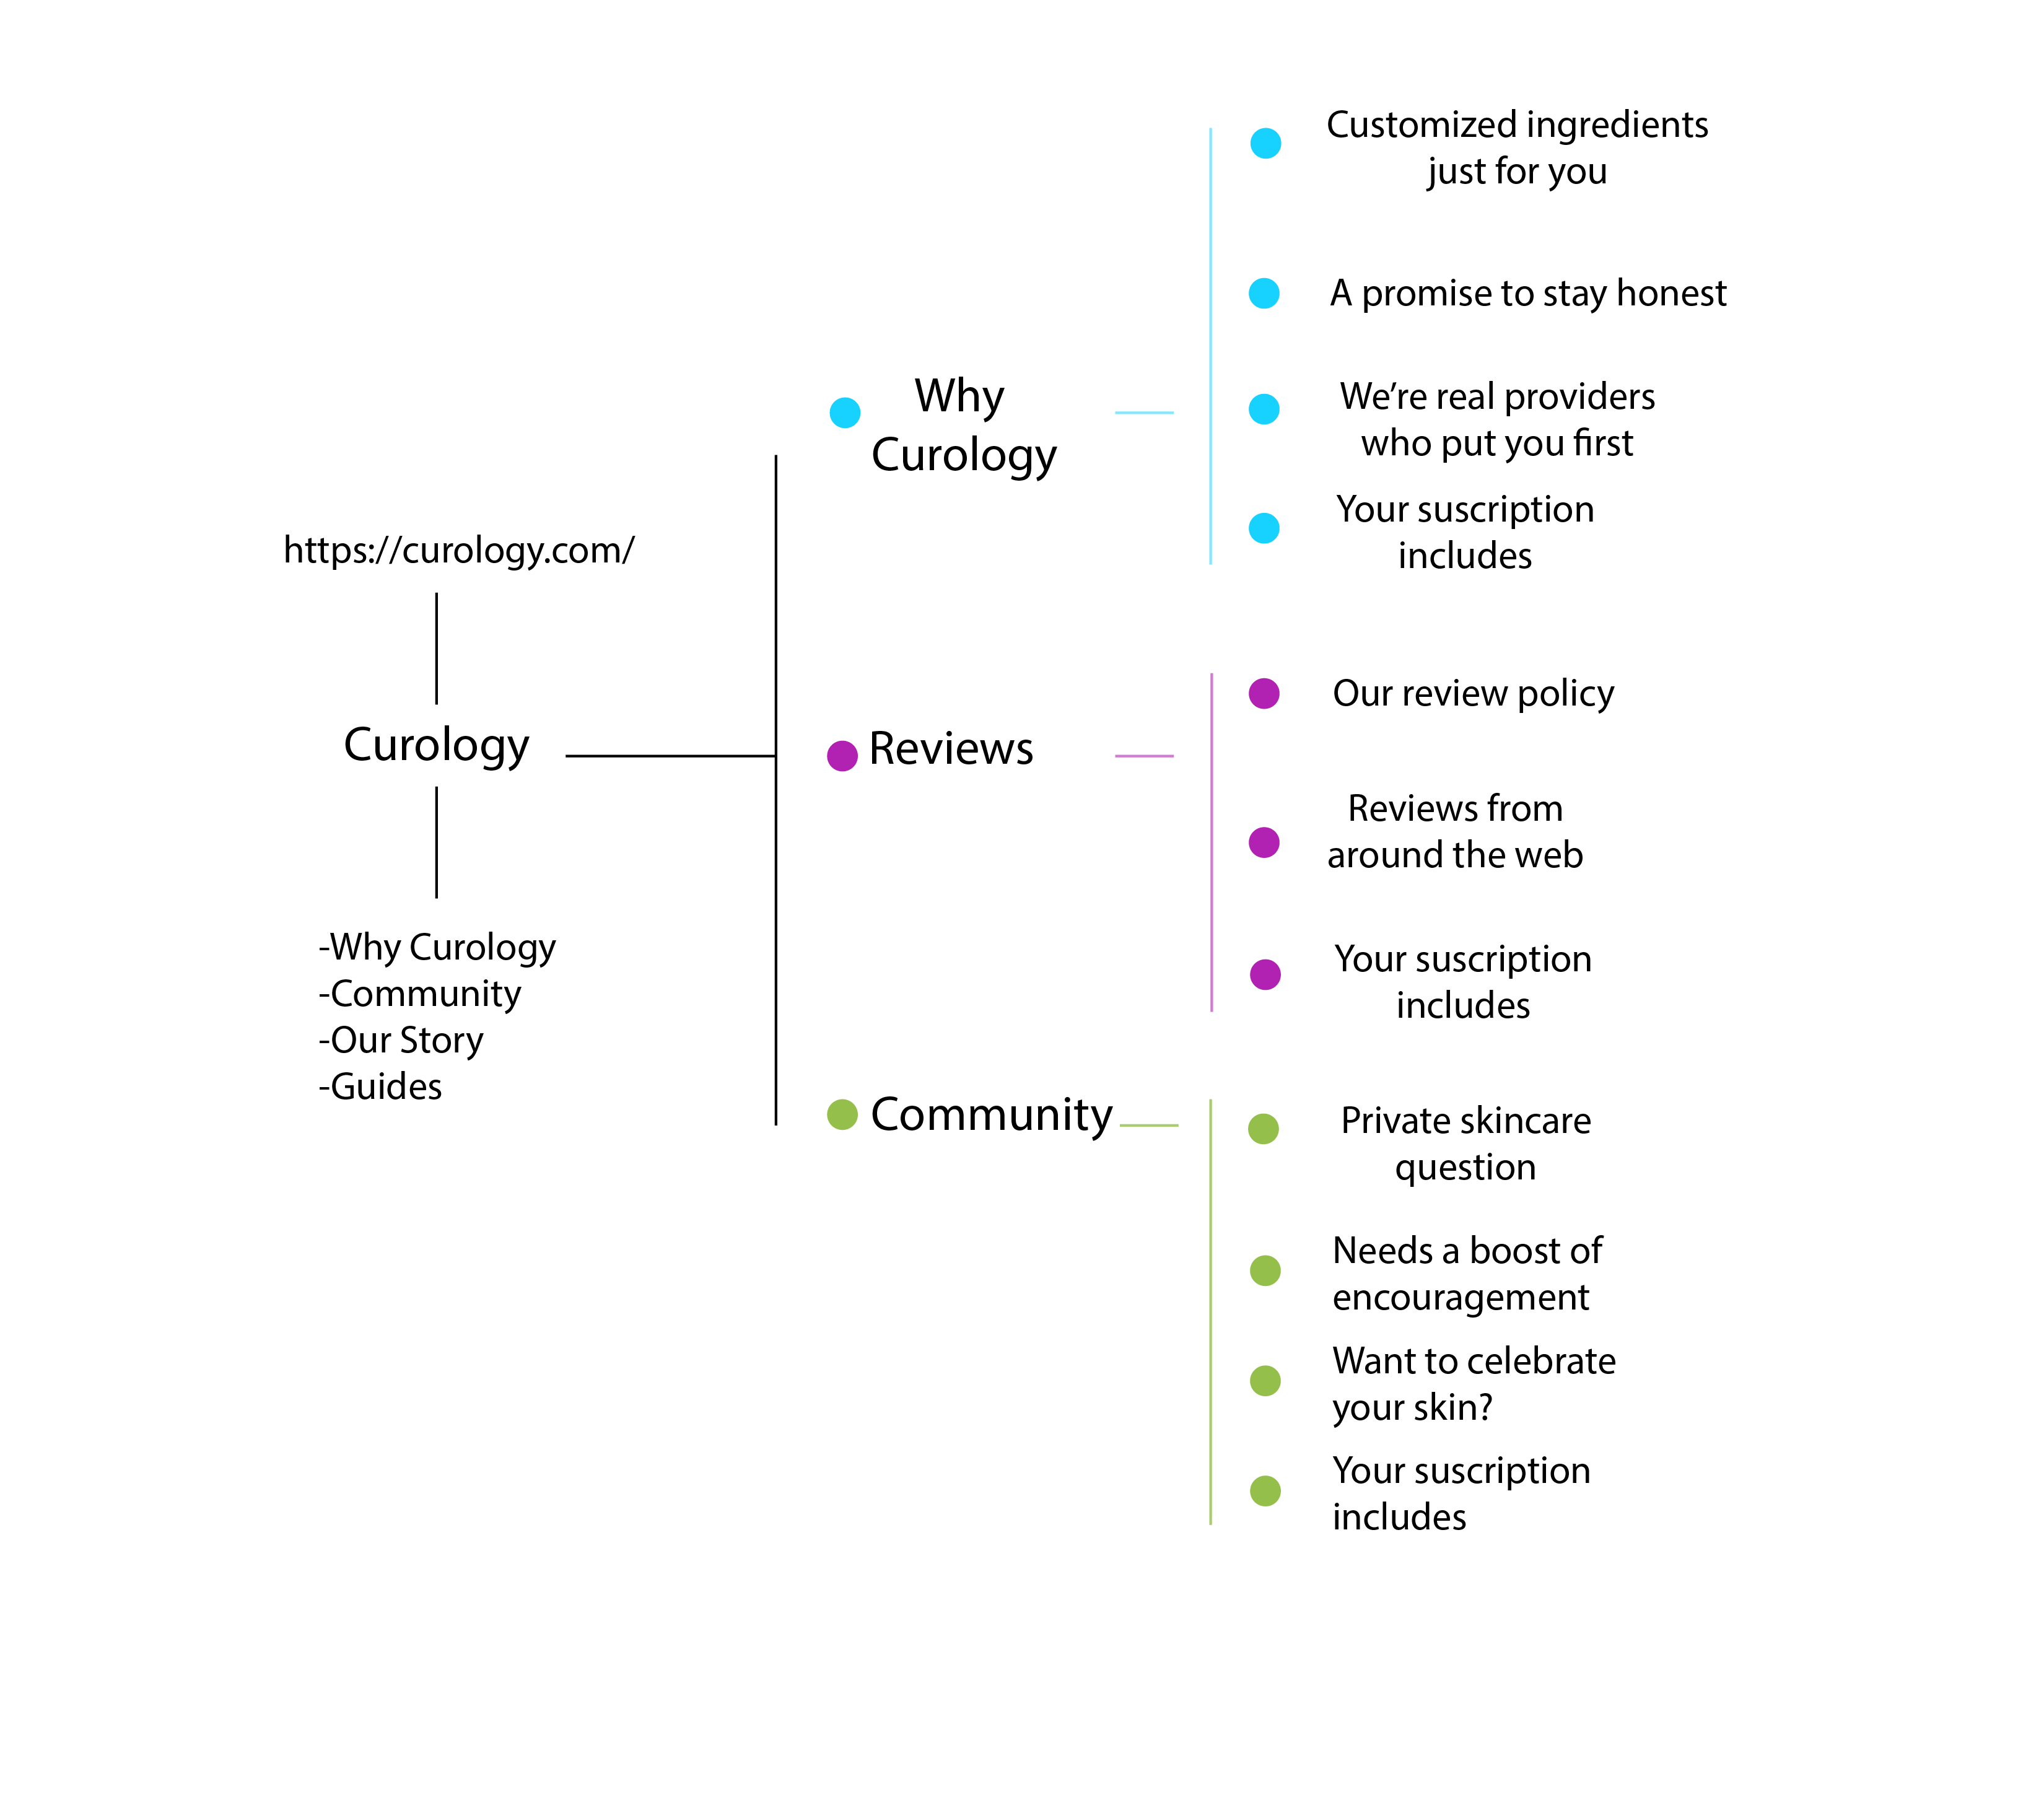 https://curology.com/
Curology
-Why Curology
-Community
-Our Story
-Guides
Why
Curology
Customized ingredients
just for you
A promise to stay honest
We’re real providers
who put you first
Your suscription
includes
Reviews
Our review policy
Reviews from
around the web
Your suscription
includes
Community
Private skincare
question
Needs a boost of
encouragement
Want to celebrate
your skin?
Your suscription
includes